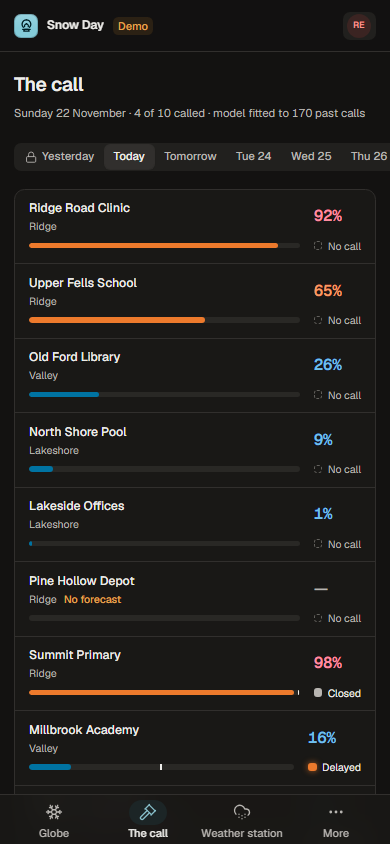 Snow Day Demo RE
The call
Sunday 22 November · 4 of 10 called · model fitted to 170 past calls
Yesterday Today Tomorrow Tue 24 Wed 25 Thu 26
Ridge Road Clinic 92%
Ridge No call
Upper Fells School 65%
Ridge No call
Old Ford Library 26%
Valley No call
North Shore Pool 9%
Lakeshore No call
Lakeside Offices 1%
Lakeshore No call
Pine Hollow Depot —
Ridge No forecast No call
Summit Primary 98%
Ridge Closed
Millbrook Academy 16%
Valley Delayed
Globe The call Weather station More